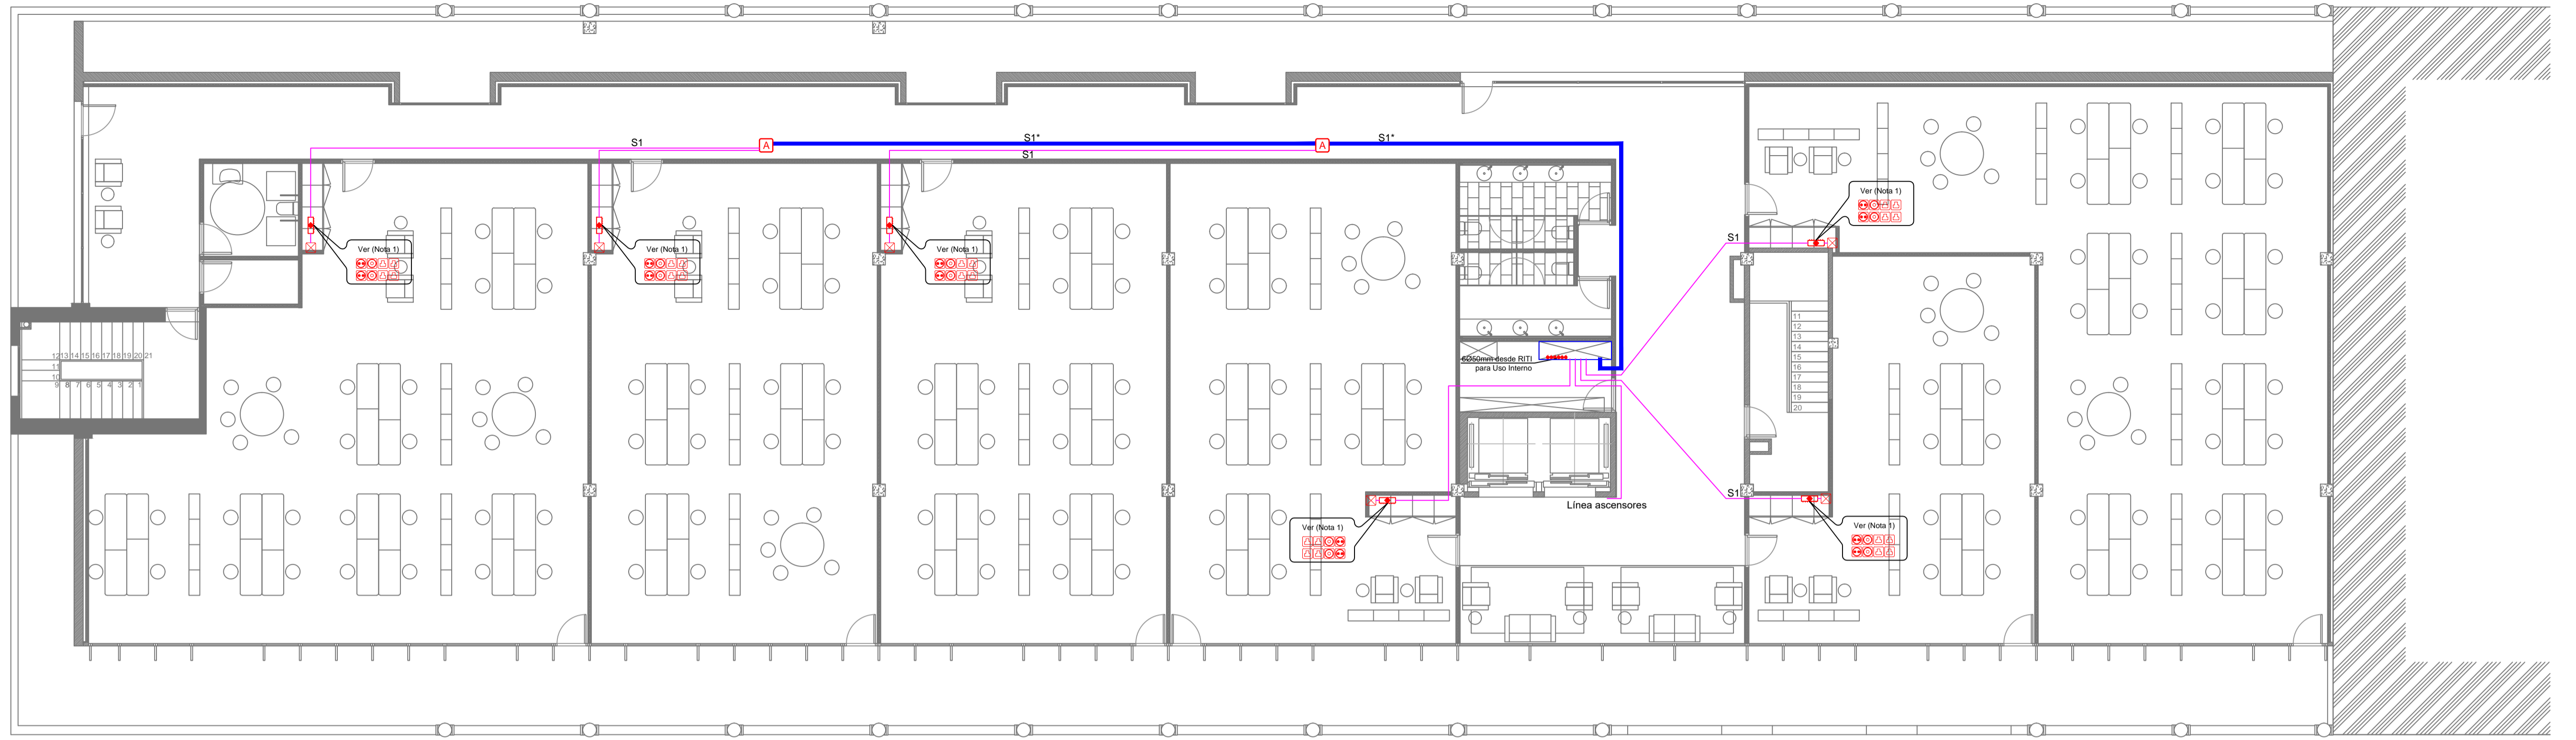 S1
A
S1*
A
S1*
S1
Ver (Nota 1)
Ver (Nota 1)
Ver (Nota 1)
Ver (Nota 1)
S1
6Ø50mm desde RITI
para Uso Interno
12 13 14 15 16 17 18 19 20 21
11
10
9 8 7 6 5 4 3 2 1
11
12
13
14
15
16
17
18
19
20
S1
Línea ascensores
Ver (Nota 1)
Ver (Nota 1)